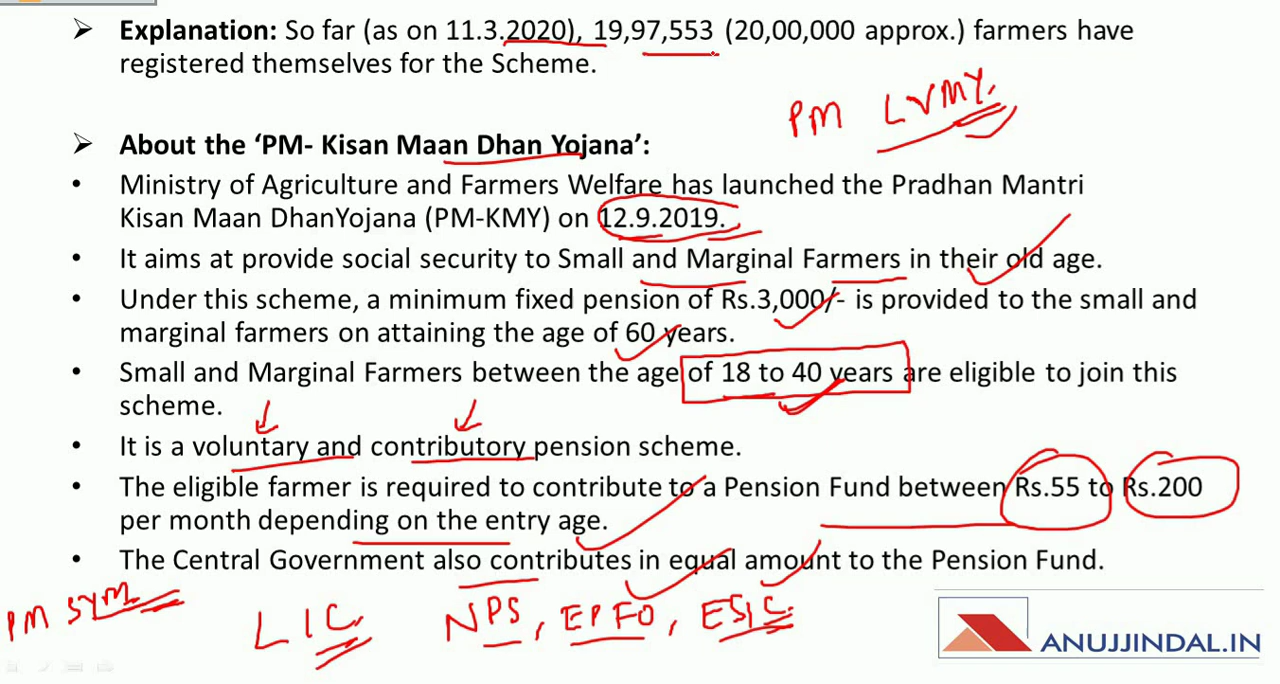 ➤ Explanation: So far (as on 11.3.2020), 19,97,553 (20,00,000 approx.) farmers have
registered themselves for the Scheme.
PM LVMY.
➤ About the ‘PM- Kisan Maan Dhan Yojana’:
• Ministry of Agriculture and Farmers Welfare has launched the Pradhan Mantri
Kisan Maan DhanYojana (PM-KMY) on 12.9.2019.
• It aims at provide social security to Small and Marginal Farmers in their old age.
• Under this scheme, a minimum fixed pension of Rs.3,000/- is provided to the small and
marginal farmers on attaining the age of 60 years.
• Small and Marginal Farmers between the age of 18 to 40 years are eligible to join this
scheme.
• It is a voluntary and contributory pension scheme.
• The eligible farmer is required to contribute to a Pension Fund between Rs.55 to Rs.200
per month depending on the entry age.
• The Central Government also contributes in equal amount to the Pension Fund.
PM SYM
LIC. NPS, EPFO, ESIC.
ANUJJINDAL.IN